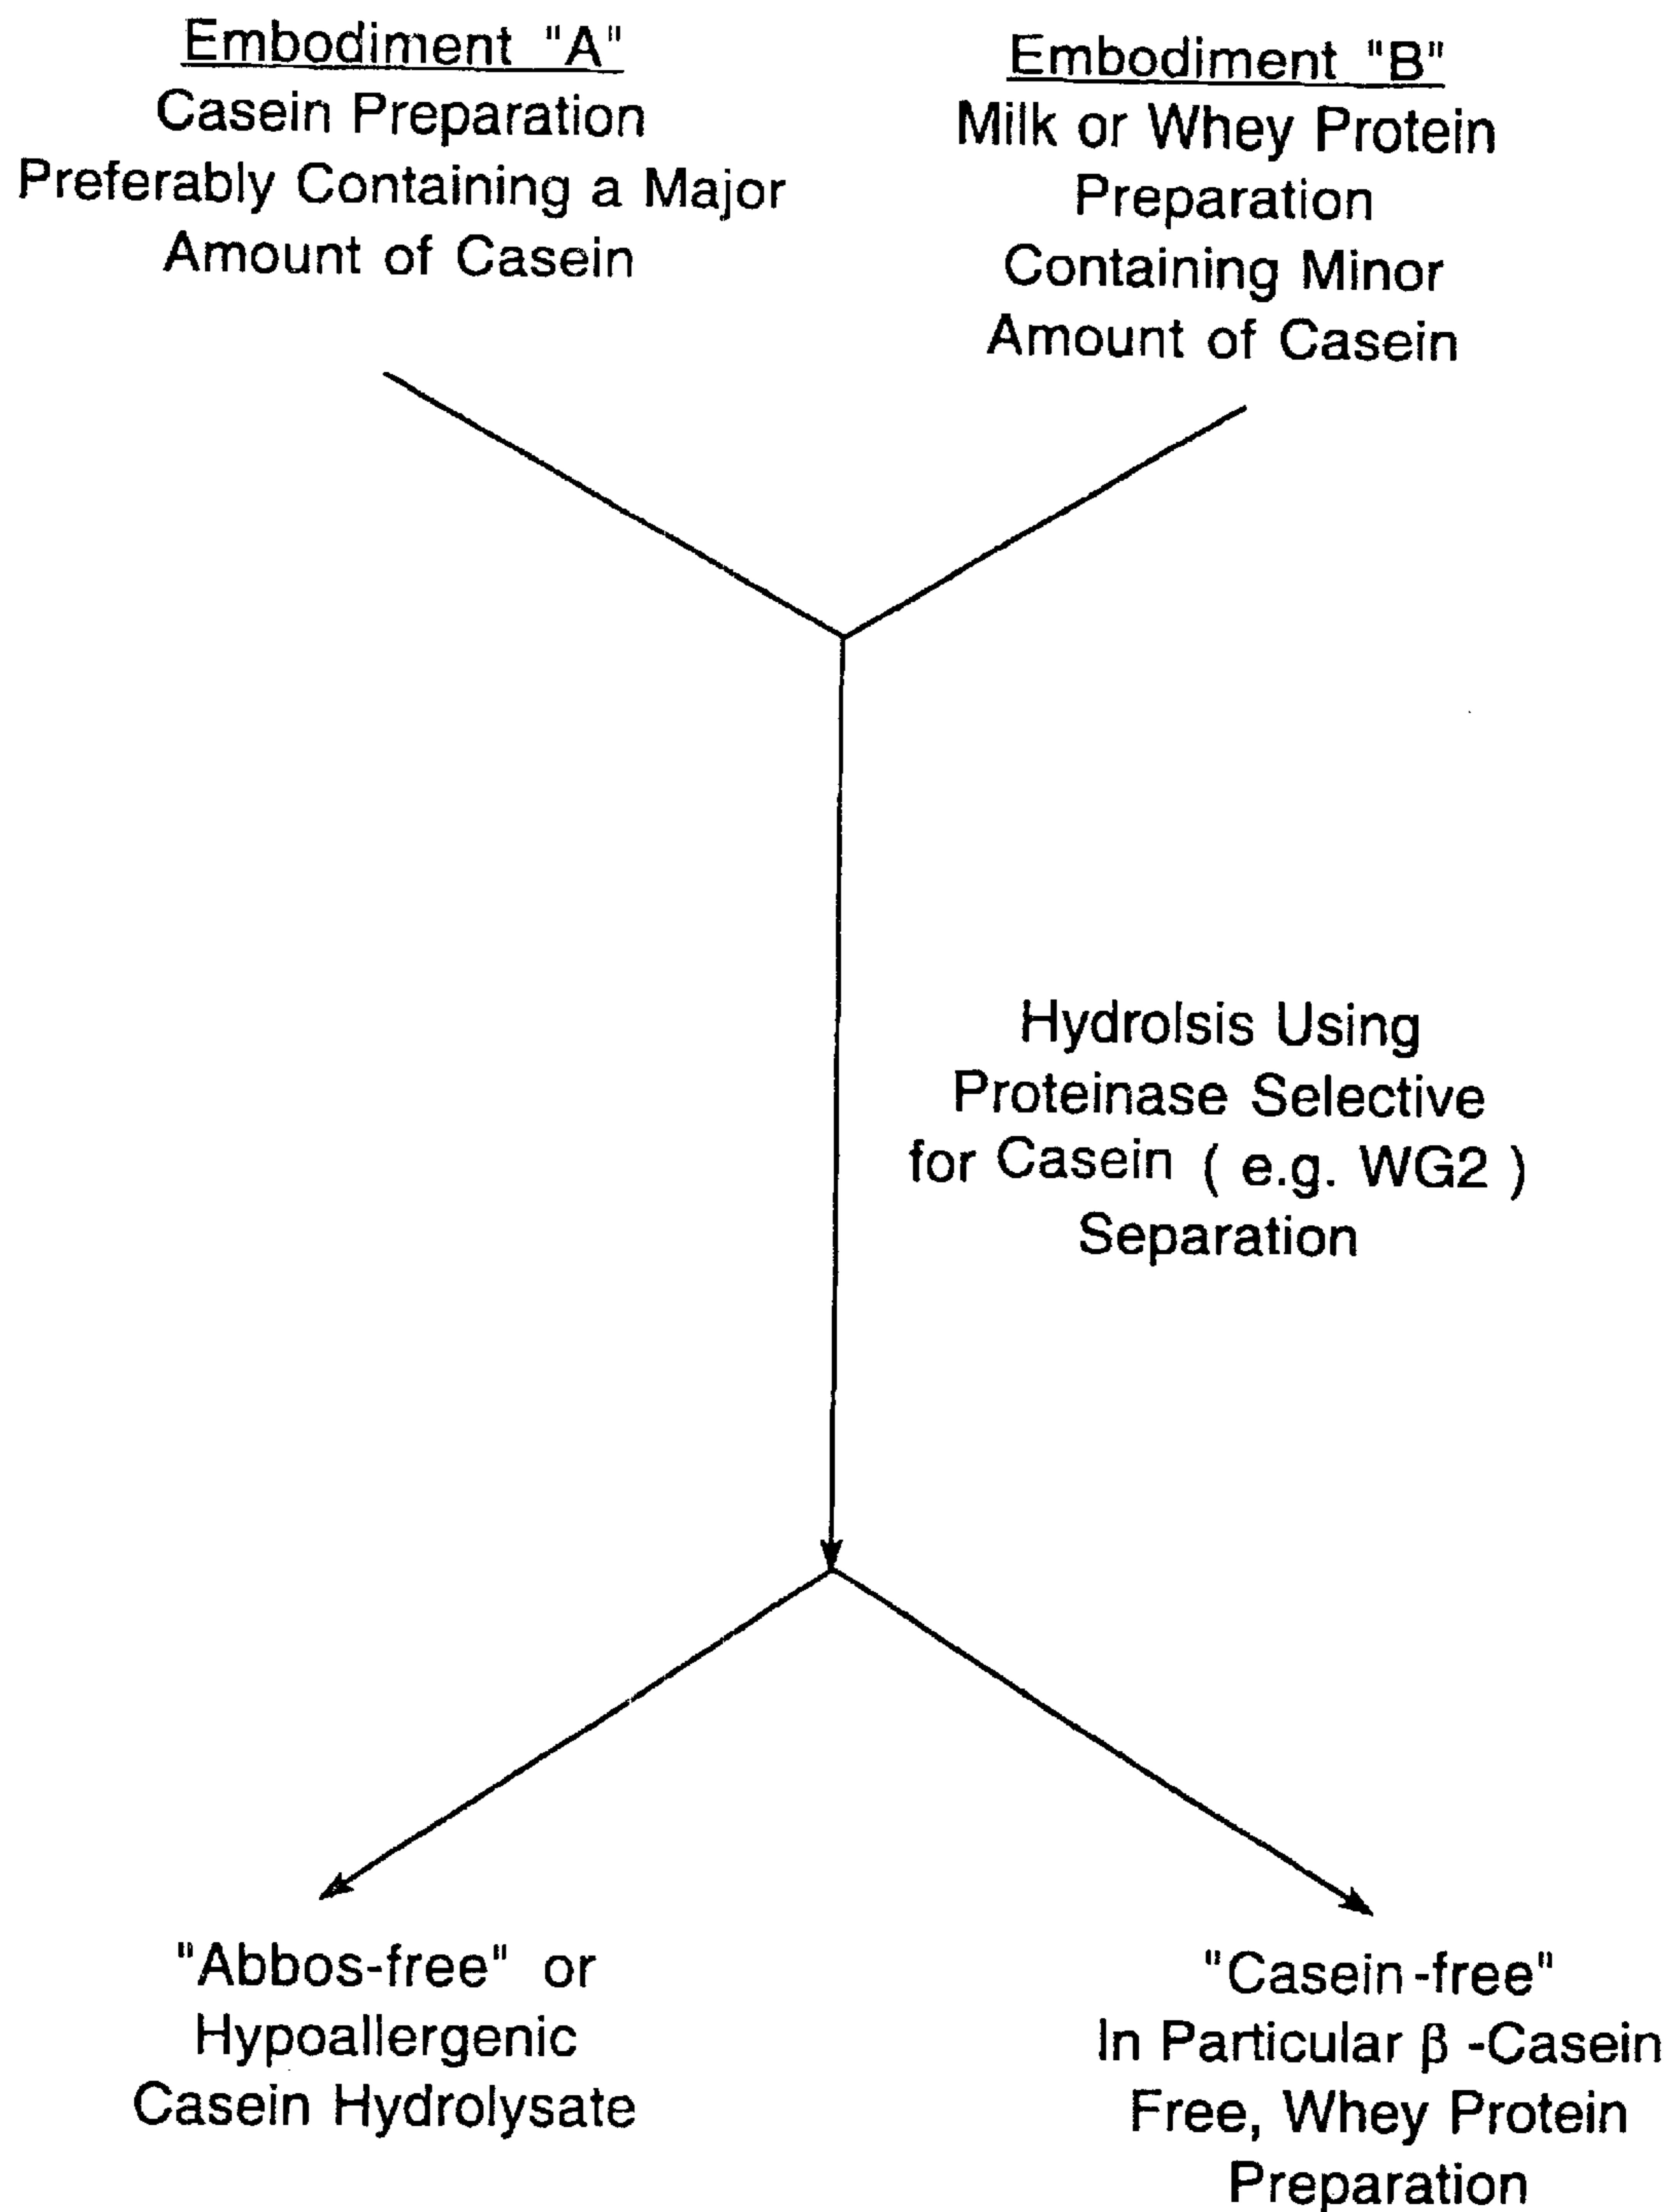 Embodiment "A"
Casein Preparation
Preferably Containing a Major
Amount of Casein
Embodiment "B"
Milk or Whey Protein
Preparation
Containing Minor
Amount of Casein
Hydrolsis Using
Proteinase Selective
for Casein ( e.g. WG2 )
Separation
"Abbos-free" or
Hypoallergenic
Casein Hydrolysate
"Casein-free"
In Particular β -Casein
Free, Whey Protein
Preparation